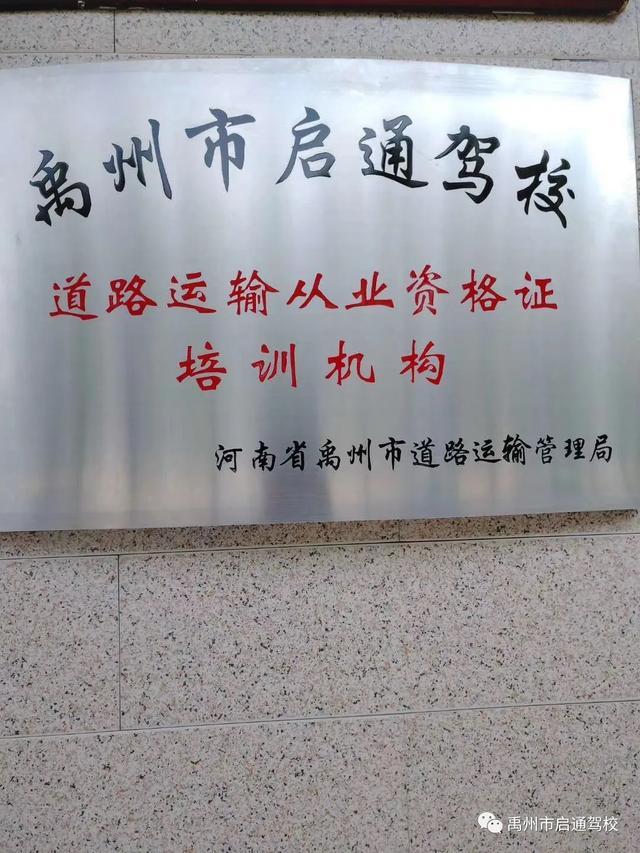 禹州市启通驾校
道路运输从业资格证
培训机构
河南省禹州市道路运输管理局
禹州市启通驾校